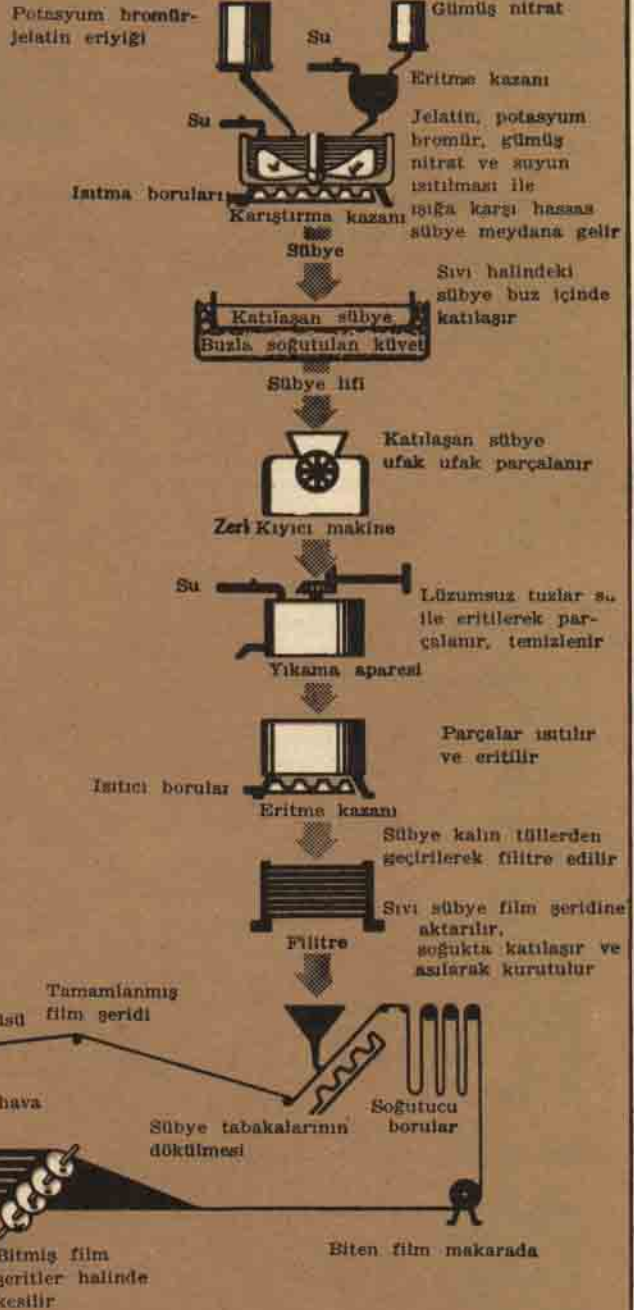 Potasyum bromür-
jelatin eriyiği
Gümüş nitrat
Su
Eritme kazanı
Su
Jelatin, potasyum
bromür, gümüş
nitrat ve suyun
ısıtılması ile
ışığa karşı hassas
sübye meydana gelir
Isıtma boruları
Karıştırma kazanı
Sübye
Sıvı halindeki
sübye buz içinde
katılaşır
Katılaşan sübye
Buzla soğutulan küvet
Sübye lifi
Katılaşan sübye
ufak ufak parçalanır
Zeri Kıyıcı makine
Su
Lüzumsuz tuzlar su
ile eritilerek par-
çalanır, temizlenir
Yıkama aparesi
Parçalar ısıtılır
ve eritilir
Isıtıcı borular
Eritme kazanı
Sübye kalın tüllerden
geçirilerek filitre edilir
Filitre
Sıvı sübye film şeridine
aktarılır,
soğukta katılaşır ve
asılarak kurutulur
Tamamlanmış
film şeridi
hava
Sübye tabakalarının
dökülmesi
Soğutucu
borular
Bitmiş film
şeritler halinde
kesilir
Biten film makarada